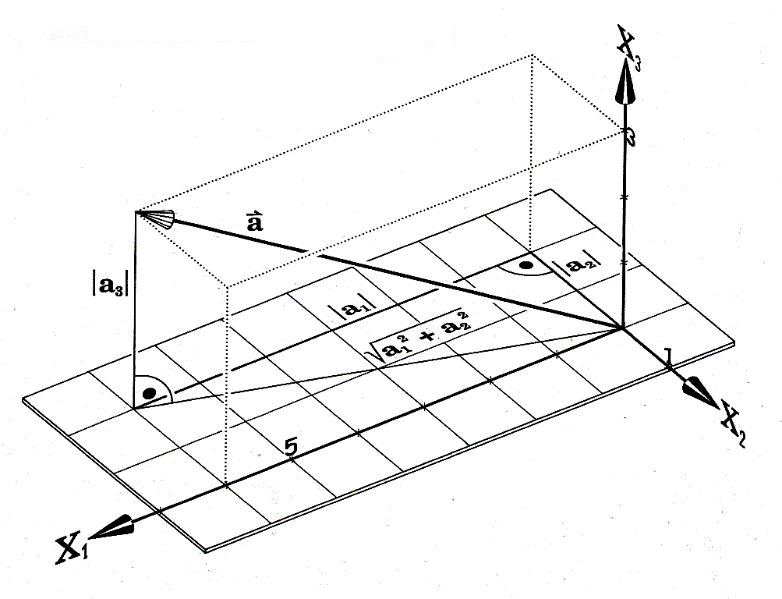 X₃
3
a⃗
|a₃|
|a₂|
|a₁|
√a₁² + a₂²
1
X₂
5
X₁